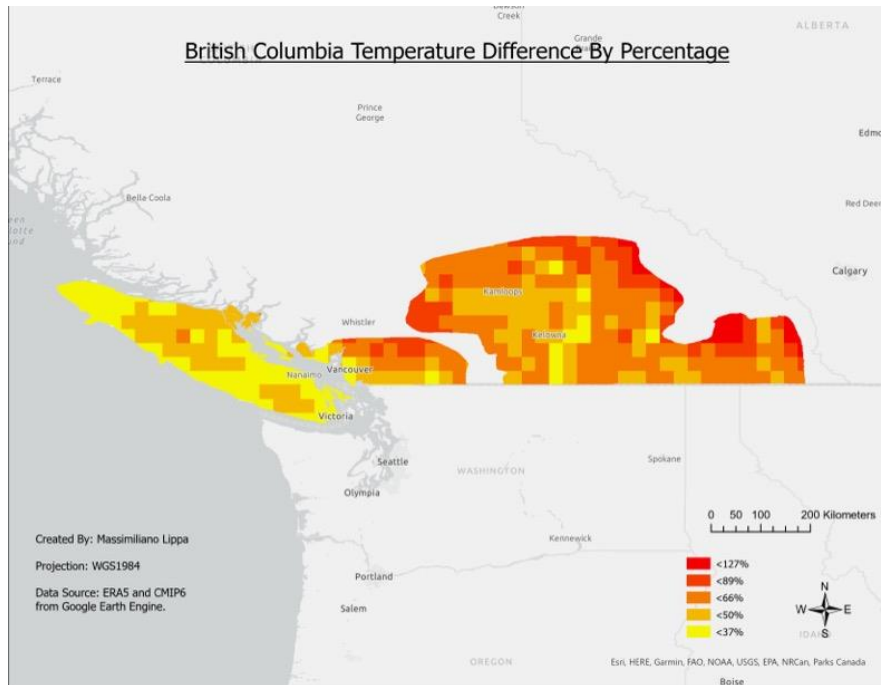 Dawson
Creek
ALBERTA
British Columbia Temperature Difference By Percentage
Grande
Terrace
Prince
George
Edmo
Bella Coola
Red Deer
Calgary
Kamloops
Whistler
Kelowna
Nanaimo
Vancouver
Victoria
Seattle
Spokane
WASHINGTON
Olympia
0 50 100 200 Kilometers
Created By: Massimiliano Lippa
Kennewick
Projection: WGS1984
<127%
<89%
<66%
<50%
<37%
N
W E
S
Portland
Data Source: ERA5 and CMIP6
from Google Earth Engine.
Salem
IDAHO
OREGON
Esri, HERE, Garmin, FAO, NOAA, USGS, EPA, NRCan, Parks Canada
Boise